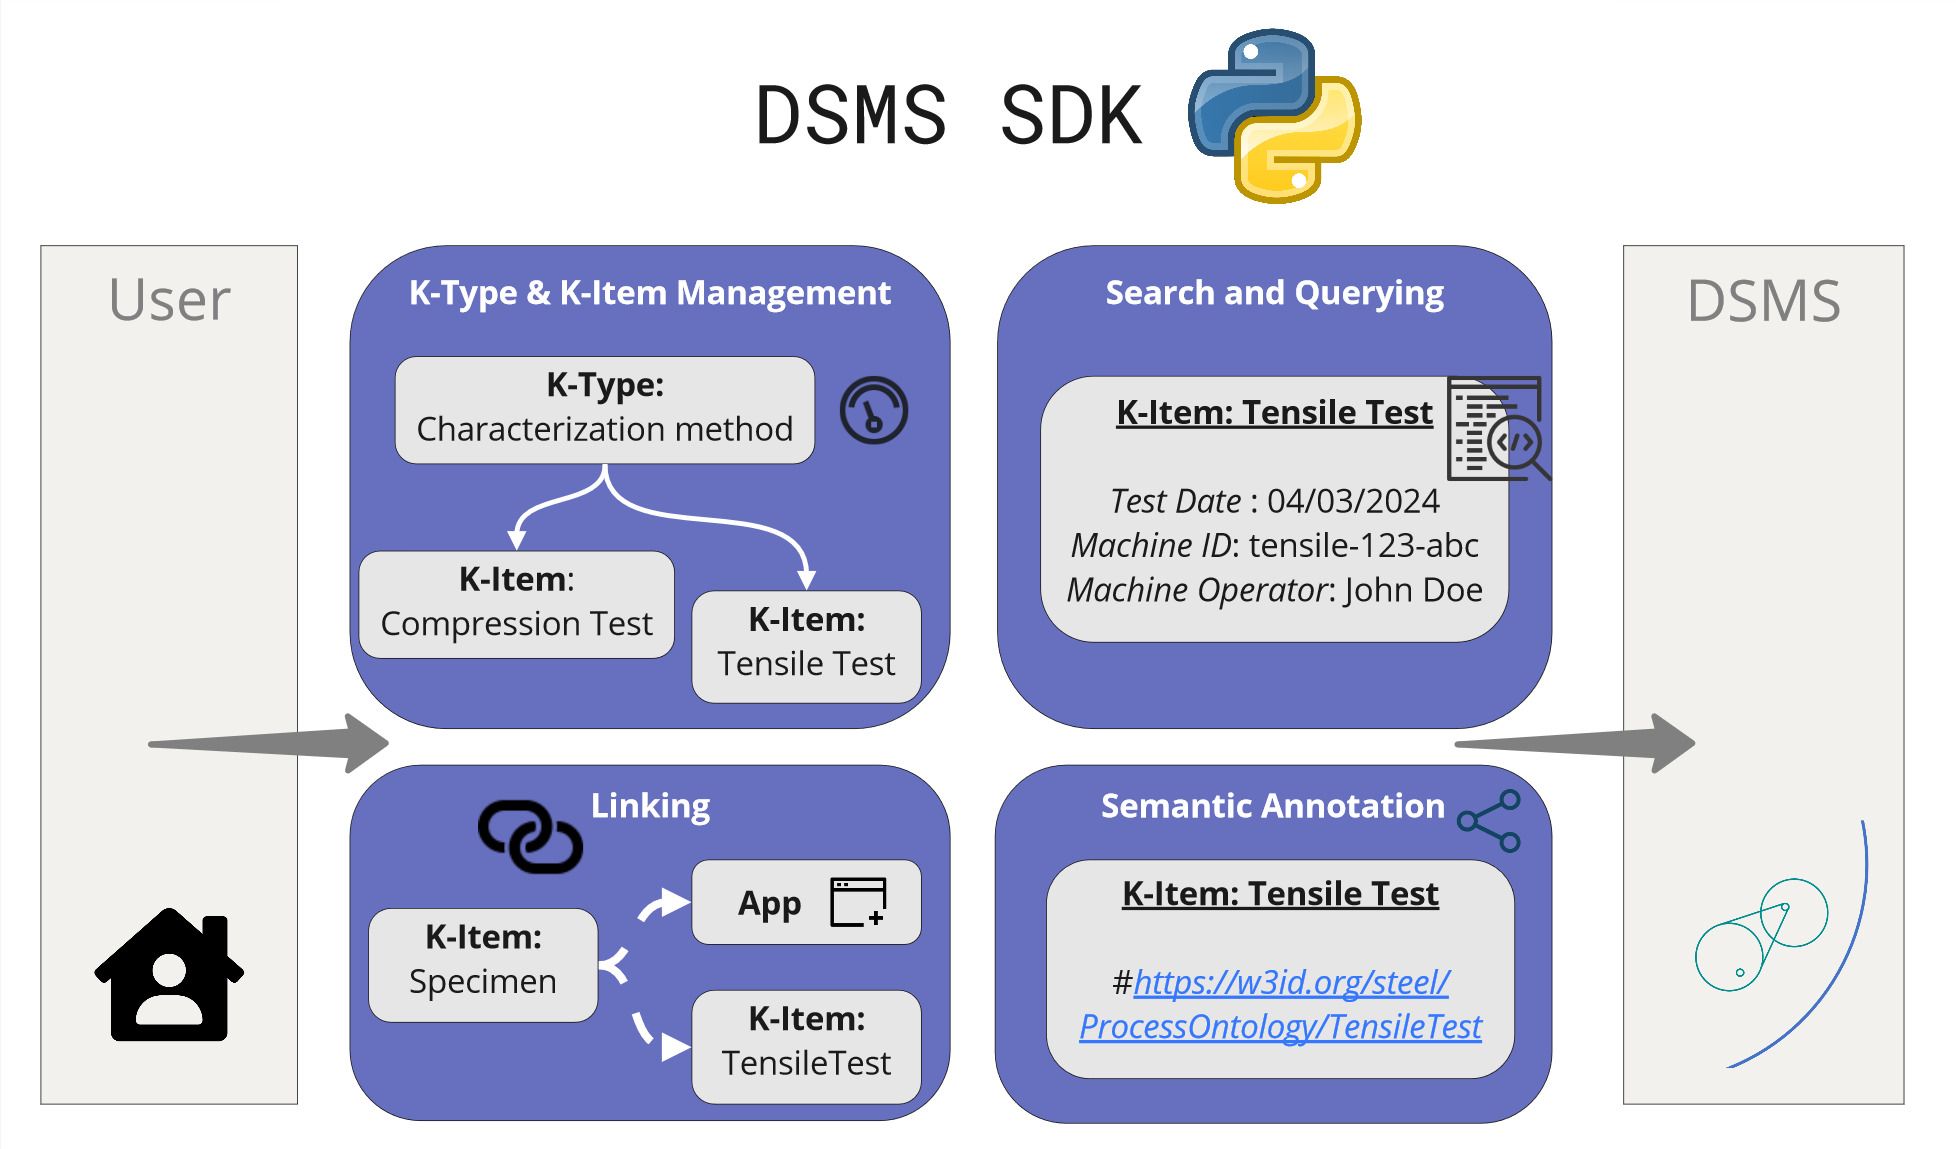 DSMS SDK
User
K-Type & K-Item Management
K-Type:
Characterization method
K-Item:
Compression Test
K-Item:
Tensile Test
Search and Querying
K-Item: Tensile Test
Test Date : 04/03/2024
Machine ID: tensile-123-abc
Machine Operator: John Doe
DSMS
Linking
K-Item:
Specimen
App
K-Item:
TensileTest
Semantic Annotation
K-Item: Tensile Test
#https://w3id.org/steel/
ProcessOntology/TensileTest